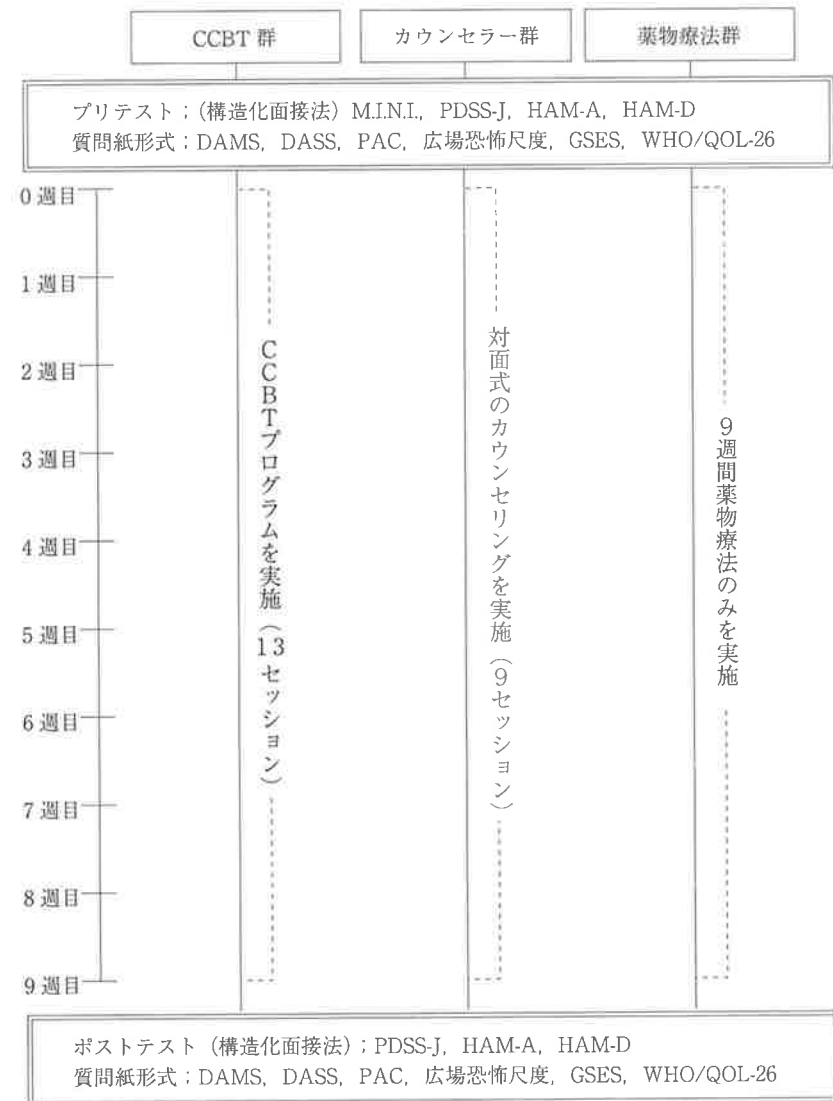 CCBT 群
カウンセラー群
薬物療法群
プリテスト；(構造化面接法) M.I.N.I., PDSS-J, HAM-A, HAM-D
質問紙形式；DAMS, DASS, PAC, 広場恐怖尺度, GSES, WHO/QOL-26
0 週目
1 週目
2 週目
3 週目
4 週目
5 週目
6 週目
7 週目
8 週目
9 週目
CCBTプログラムを実施（13セッション）
対面式のカウンセリングを実施（9セッション）
9週間薬物療法のみを実施
ポストテスト（構造化面接法）；PDSS-J, HAM-A, HAM-D
質問紙形式；DAMS, DASS, PAC, 広場恐怖尺度, GSES, WHO/QOL-26